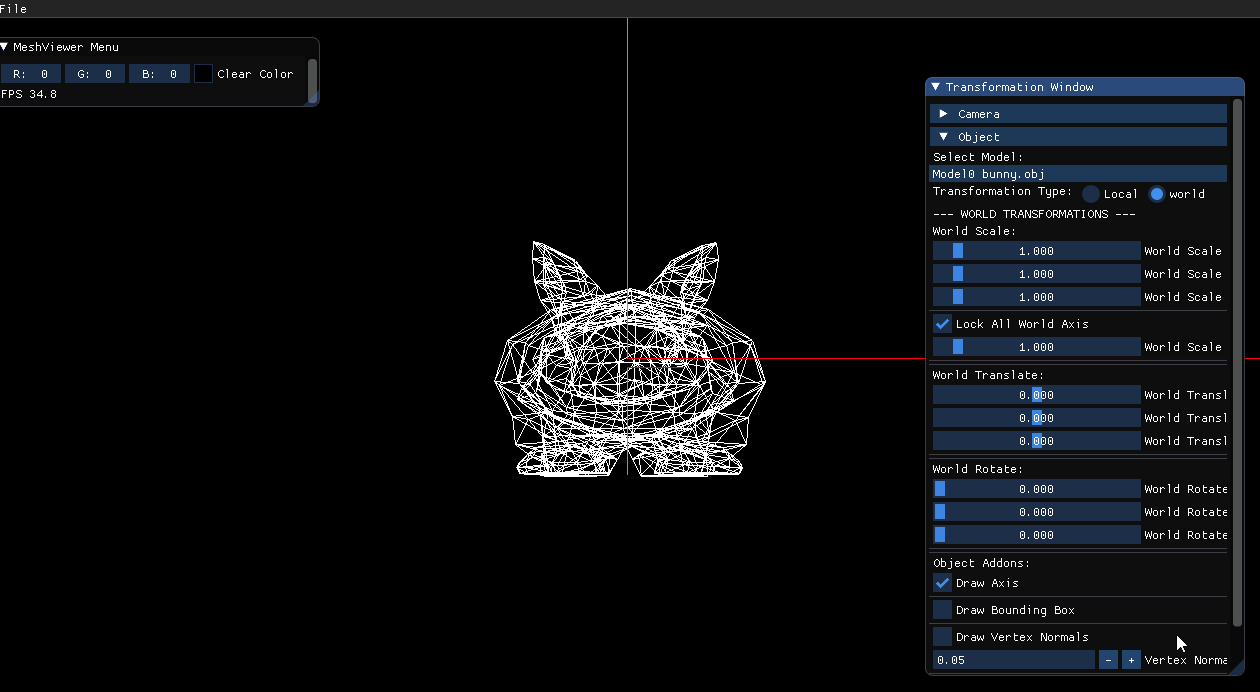 File
MeshViewer Menu
R: 0 G: 0 B: 0 Clear Color
FPS 34.8
Transformation Window
Camera
Object
Select Model:
Model0 bunny.obj
Transformation Type: Local world
--- WORLD TRANSFORMATIONS ---
World Scale:
1.000 World Scale
1.000 World Scale
1.000 World Scale
Lock All World Axis
1.000 World Scale
World Translate:
0.000 World Transl
0.000 World Transl
0.000 World Transl
World Rotate:
0.000 World Rotate
0.000 World Rotate
0.000 World Rotate
Object Addons:
Draw Axis
Draw Bounding Box
Draw Vertex Normals
0.05 - + Vertex Norma